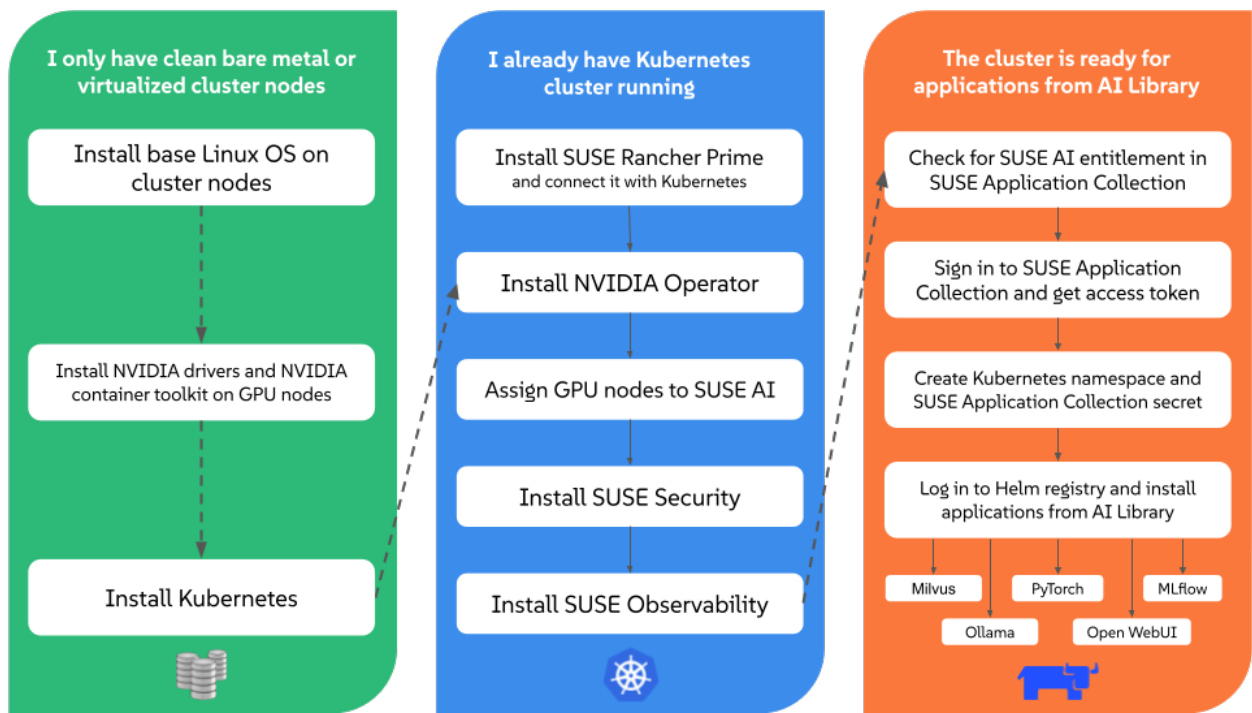 I only have clean bare metal or
virtualized cluster nodes
Install base Linux OS on
cluster nodes
Install NVIDIA drivers and NVIDIA
container toolkit on GPU nodes
Install Kubernetes
I already have Kubernetes
cluster running
Install SUSE Rancher Prime
and connect it with Kubernetes
Install NVIDIA Operator
Assign GPU nodes to SUSE AI
Install SUSE Security
Install SUSE Observability
The cluster is ready for
applications from AI Library
Check for SUSE AI entitlement in
SUSE Application Collection
Sign in to SUSE Application
Collection and get access token
Create Kubernetes namespace and
SUSE Application Collection secret
Log in to Helm registry and install
applications from AI Library
Milvus
PyTorch
MLflow
Ollama
Open WebUI